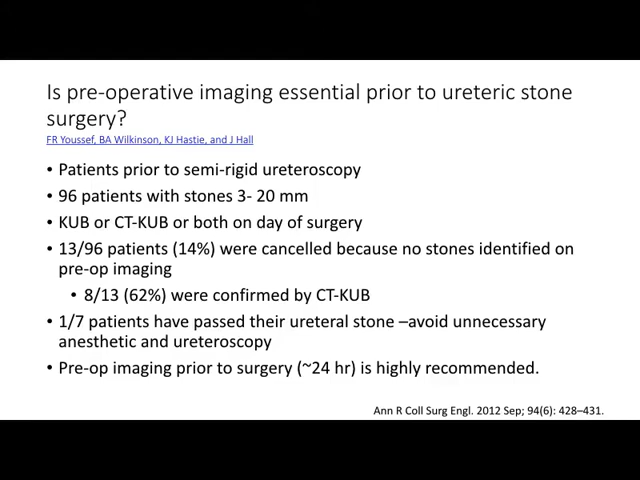 Is pre-operative imaging essential prior to ureteric stone
surgery?
FR Youssef, BA Wilkinson, KJ Hastie, and J Hall
• Patients prior to semi-rigid ureteroscopy
• 96 patients with stones 3- 20 mm
• KUB or CT-KUB or both on day of surgery
• 13/96 patients (14%) were cancelled because no stones identified on
pre-op imaging
• 8/13 (62%) were confirmed by CT-KUB
• 1/7 patients have passed their ureteral stone –avoid unnecessary
anesthetic and ureteroscopy
• Pre-op imaging prior to surgery (~24 hr) is highly recommended.
Ann R Coll Surg Engl. 2012 Sep; 94(6): 428–431.